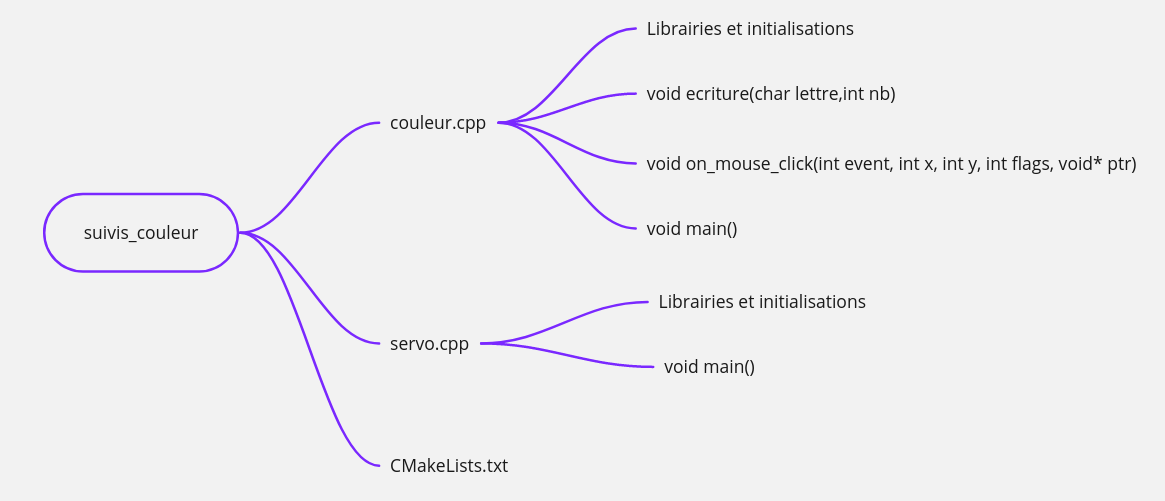 suivis_couleur
couleur.cpp
Librairies et initialisations
void ecriture(char lettre,int nb)
void on_mouse_click(int event, int x, int y, int flags, void* ptr)
void main()
servo.cpp
Librairies et initialisations
void main()
CMakeLists.txt